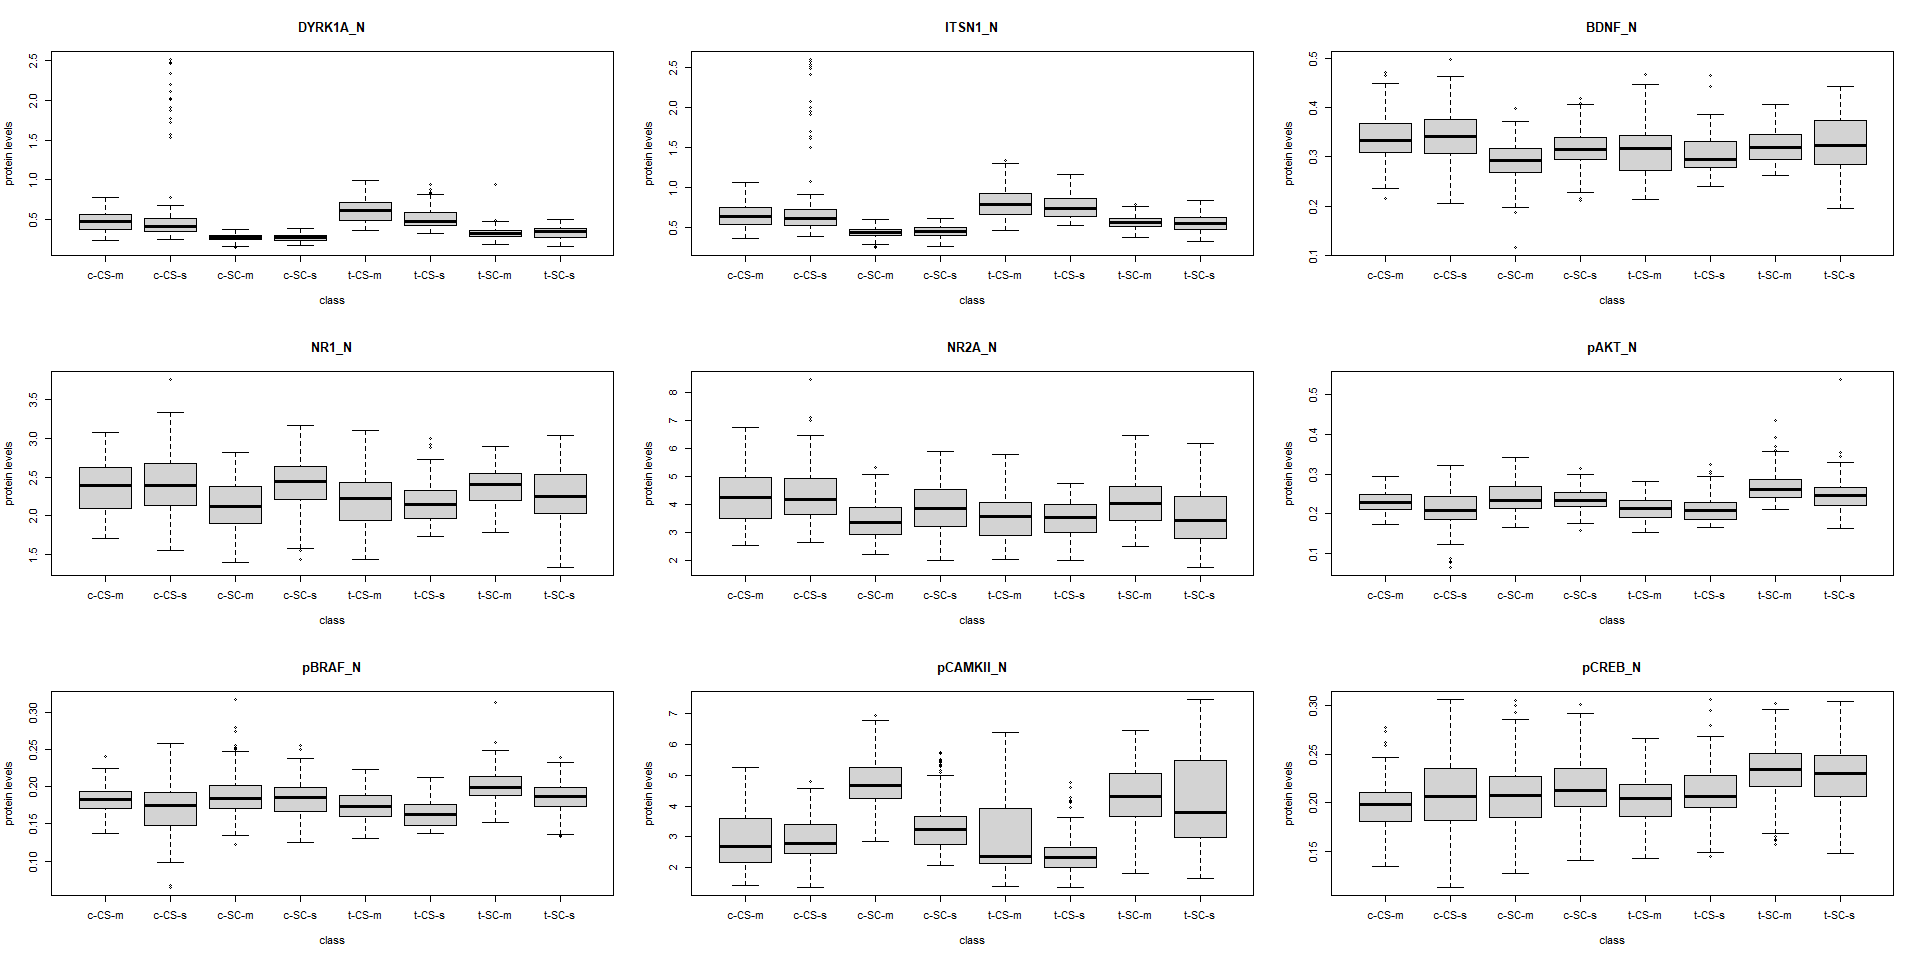 DYRK1A_N
protein levels
2.5
2.0
1.5
1.0
0.5
c-CS-m c-CS-s c-SC-m c-SC-s t-CS-m t-CS-s t-SC-m t-SC-s
class
ITSN1_N
protein levels
2.5
2.0
1.5
1.0
0.5
c-CS-m c-CS-s c-SC-m c-SC-s t-CS-m t-CS-s t-SC-m t-SC-s
class
BDNF_N
protein levels
0.5
0.4
0.3
0.2
0.1
c-CS-m c-CS-s c-SC-m c-SC-s t-CS-m t-CS-s t-SC-m t-SC-s
class
NR1_N
protein levels
3.5
3.0
2.5
2.0
1.5
c-CS-m c-CS-s c-SC-m c-SC-s t-CS-m t-CS-s t-SC-m t-SC-s
class
NR2A_N
protein levels
8
7
6
5
4
3
2
c-CS-m c-CS-s c-SC-m c-SC-s t-CS-m t-CS-s t-SC-m t-SC-s
class
pAKT_N
protein levels
0.5
0.4
0.3
0.2
0.1
c-CS-m c-CS-s c-SC-m c-SC-s t-CS-m t-CS-s t-SC-m t-SC-s
class
pBRAF_N
protein levels
0.30
0.25
0.20
0.15
0.10
c-CS-m c-CS-s c-SC-m c-SC-s t-CS-m t-CS-s t-SC-m t-SC-s
class
pCAMKII_N
protein levels
7
6
5
4
3
2
c-CS-m c-CS-s c-SC-m c-SC-s t-CS-m t-CS-s t-SC-m t-SC-s
class
pCREB_N
protein levels
0.30
0.25
0.20
0.15
c-CS-m c-CS-s c-SC-m c-SC-s t-CS-m t-CS-s t-SC-m t-SC-s
class